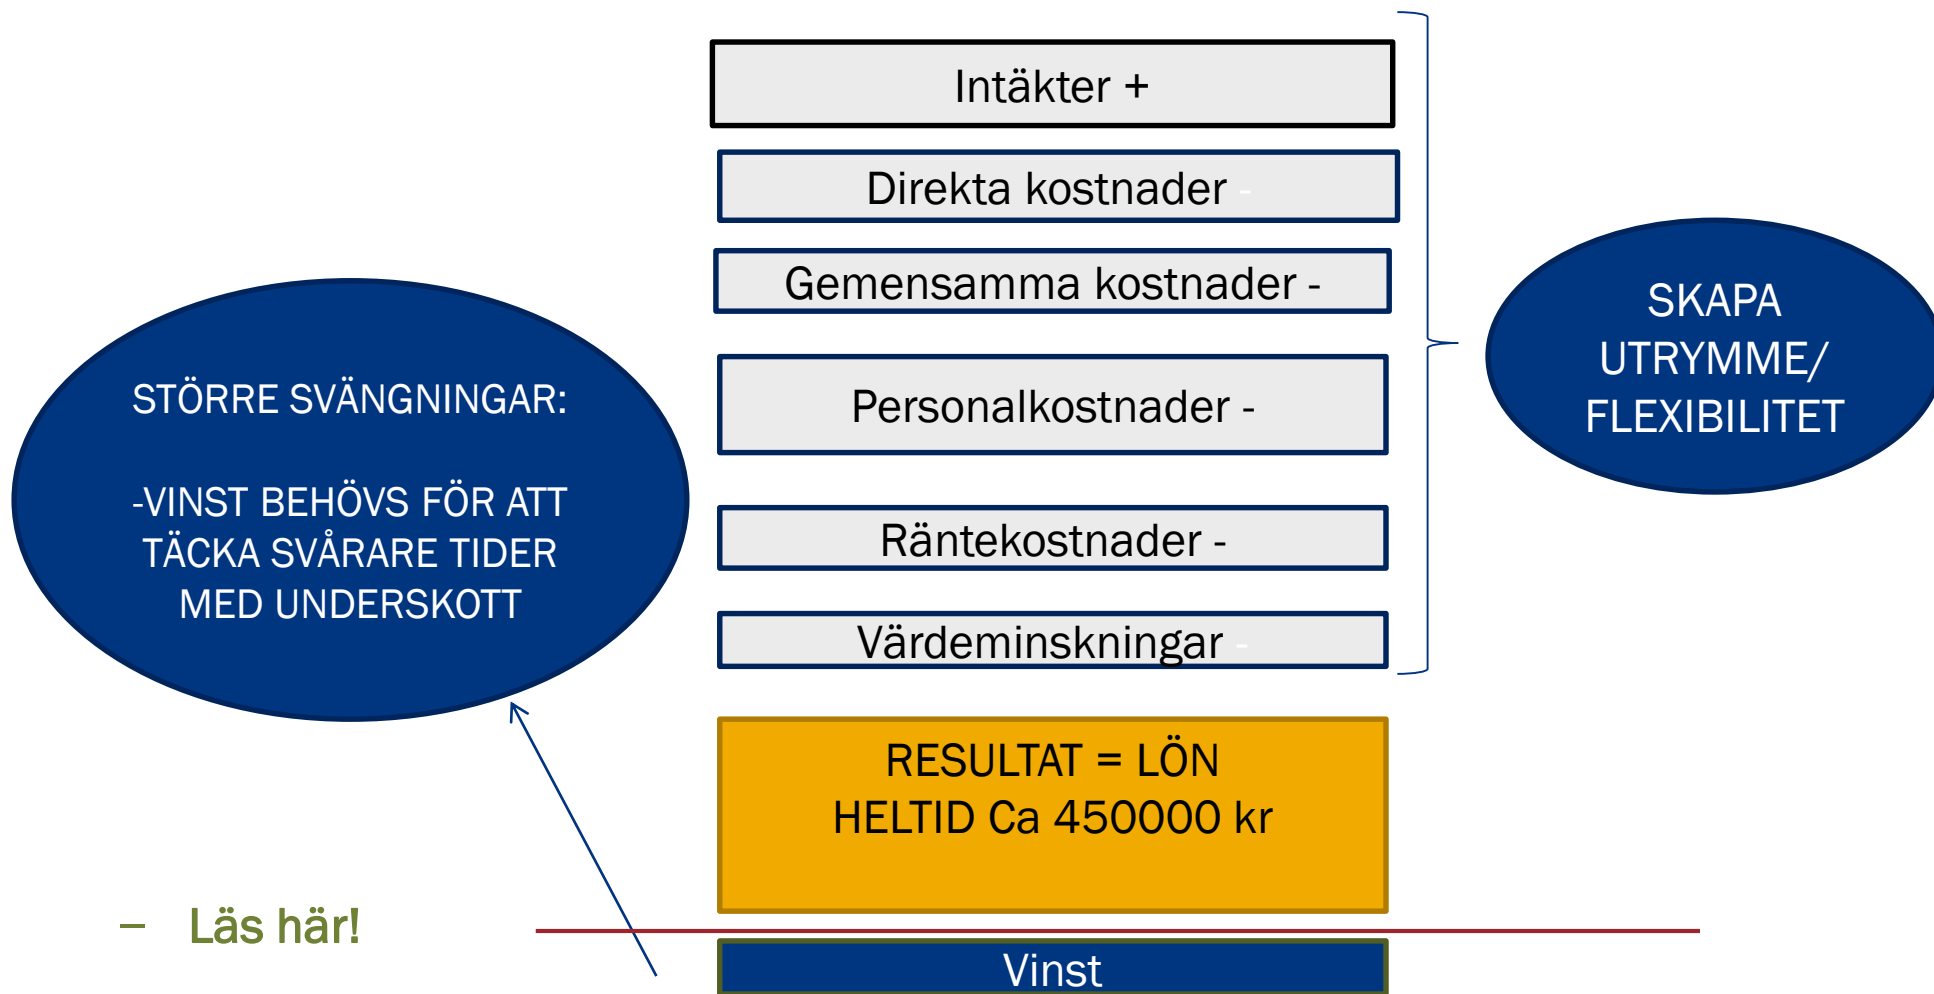 Intäkter +
Direkta kostnader -
Gemensamma kostnader -
Personalkostnader -
Räntekostnader -
Värdeminskningar -
RESULTAT = LÖN
HELTID Ca 450000 kr
Vinst
STÖRRE SVÄNGNINGAR:
-VINST BEHÖVS FÖR ATT
TÄCKA SVÅRARE TIDER
MED UNDERSKOTT
SKAPA
UTRYMME/
FLEXIBILITET
– Läs här!